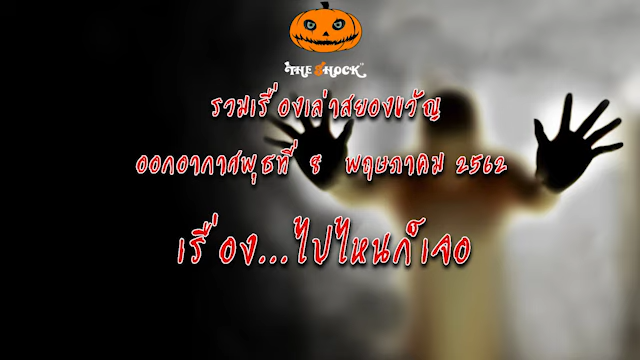 THE SHOCK™
รวมเรื่องเล่าสยองขวัญ
ออกอากาศพุธที่ 8 พฤษภาคม 2562
เรื่อง...ไปไหนก็เจอ